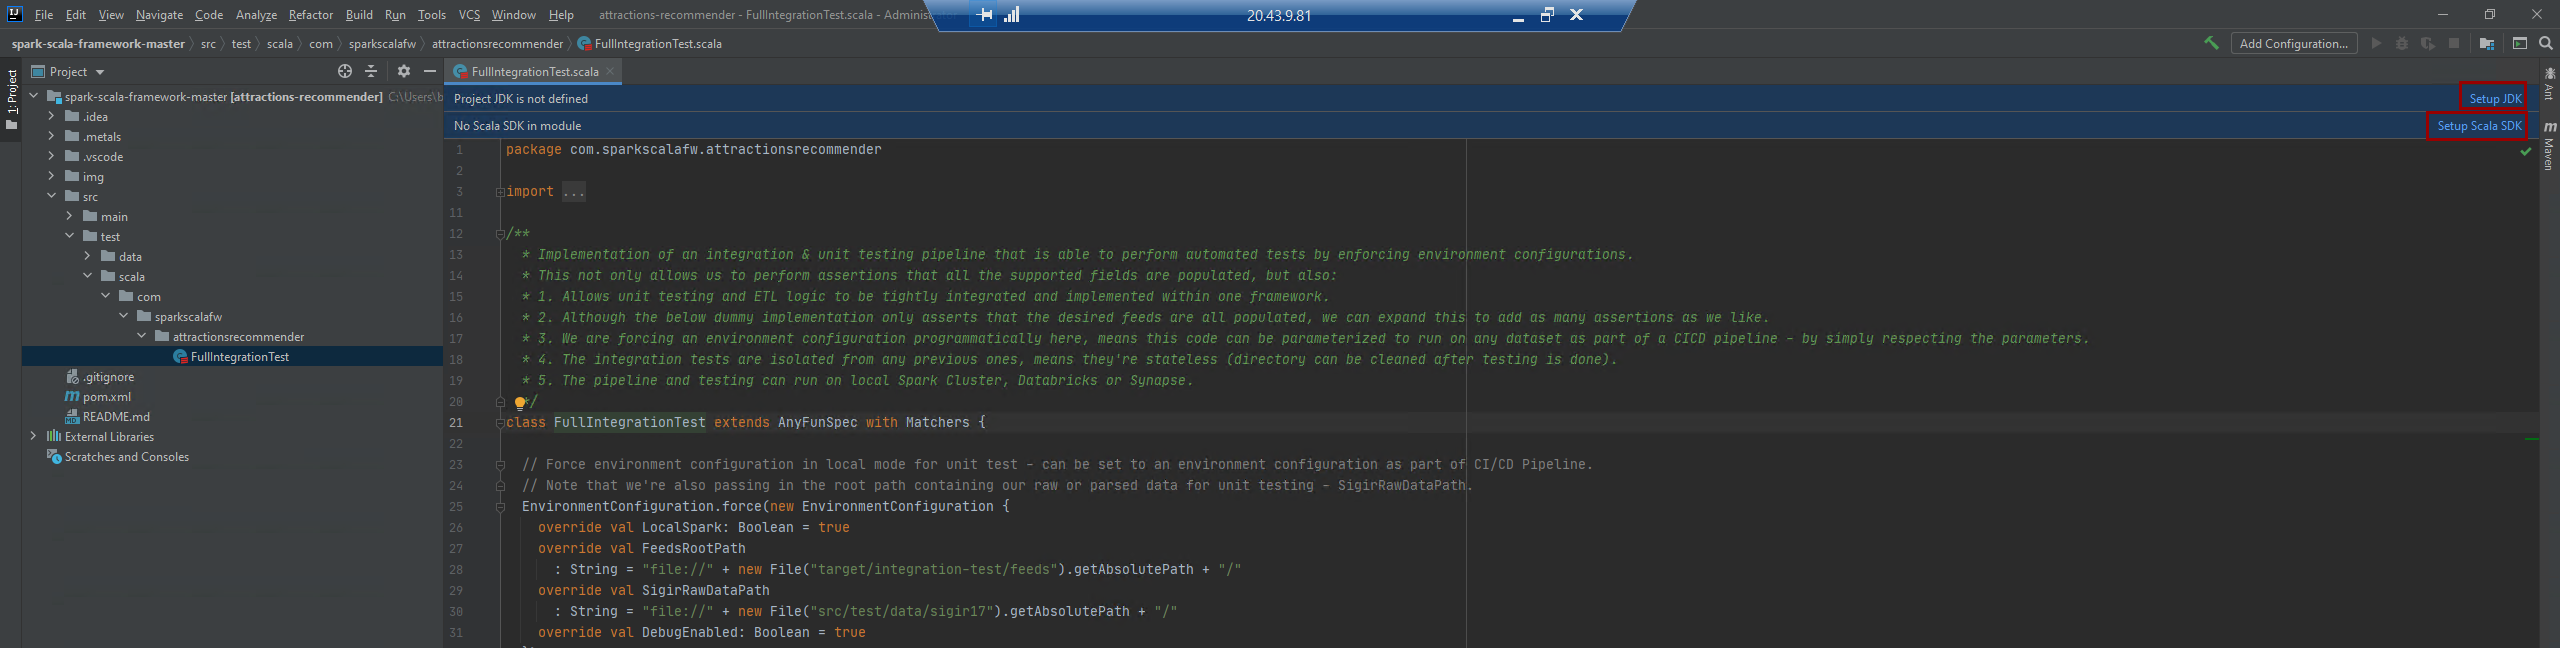 File Edit View Navigate Code Analyze Refactor Build Run Tools VCS Window Help attractions-recommender - FullIntegrationTest.scala - Administrator
20.43.9.81
spark-scala-framework-master src test scala com sparkscalafw attractionsrecommender FullIntegrationTest.scala
Add Configuration...
1: Project
Project
FullIntegrationTest.scala
Project JDK is not defined Setup JDK
No Scala SDK in module Setup Scala SDK
Ant
Maven
spark-scala-framework-master [attractions-recommender] C:\Users\b
.idea
.metals
.vscode
img
src
main
test
data
scala
com
sparkscalafw
attractionsrecommender
FullIntegrationTest
.gitignore
pom.xml
README.md
External Libraries
Scratches and Consoles
1 package com.sparkscalafw.attractionsrecommender
2
3 import ...
11
12 /**
13 * Implementation of an integration & unit testing pipeline that is able to perform automated tests by enforcing environment configurations.
14 * This not only allows us to perform assertions that all the supported fields are populated, but also:
15 * 1. Allows unit testing and ETL logic to be tightly integrated and implemented within one framework.
16 * 2. Although the below dummy implementation only asserts that the desired feeds are all populated, we can expand this to add as many assertions as we like.
17 * 3. We are forcing an environment configuration programmatically here, means this code can be parameterized to run on any dataset as part of a CICD pipeline - by simply respecting the parameters.
18 * 4. The integration tests are isolated from any previous ones, means they're stateless (directory can be cleaned after testing is done).
19 * 5. The pipeline and testing can run on local Spark Cluster, Databricks or Synapse.
20 */
21 class FullIntegrationTest extends AnyFunSpec with Matchers {
22
23 // Force environment configuration in local mode for unit test - can be set to an environment configuration as part of CI/CD Pipeline.
24 // Note that we're also passing in the root path containing our raw or parsed data for unit testing - SigirRawDataPath.
25 EnvironmentConfiguration.force(new EnvironmentConfiguration {
26 override val LocalSpark: Boolean = true
27 override val FeedsRootPath
28 : String = "file://" + new File("target/integration-test/feeds").getAbsolutePath + "/"
29 override val SigirRawDataPath
30 : String = "file://" + new File("src/test/data/sigir17").getAbsolutePath + "/"
31 override val DebugEnabled: Boolean = true